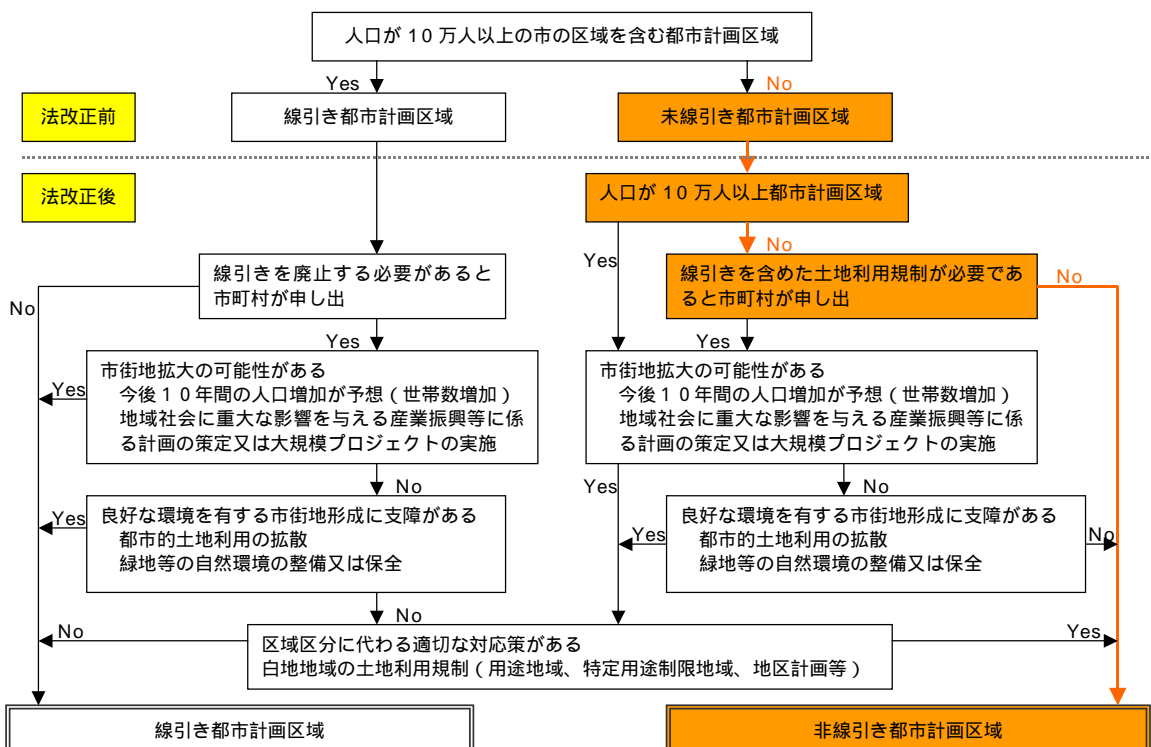 人口が10万人以上の市の区域を含む都市計画区域
Yes
No
法改正前
線引き都市計画区域
未線引き都市計画区域
法改正後
人口が10万人以上都市計画区域
Yes
No
線引きを廃止する必要があると
市町村が申し出
線引きを含めた土地利用規制が必要であ
ると市町村が申し出
No
No
Yes
Yes
市街地拡大の可能性がある
今後10年間の人口増加が予想(世帯数増加)
地域社会に重大な影響を与える産業振興等に係
る計画の策定又は大規模プロジェクトの実施
Yes
市街地拡大の可能性がある
今後10年間の人口増加が予想(世帯数増加)
地域社会に重大な影響を与える産業振興等に係
る計画の策定又は大規模プロジェクトの実施
No
Yes
No
良好な環境を有する市街地形成に支障がある
都市的土地利用の拡散
緑地等の自然環境の整備又は保全
Yes
良好な環境を有する市街地形成に支障がある
都市的土地利用の拡散
緑地等の自然環境の整備又は保全
Yes
No
No
No
区域区分に代わる適切な対応策がある
白地地域の土地利用規制(用途地域、特定用途制限地域、地区計画等)
Yes
線引き都市計画区域
非線引き都市計画区域